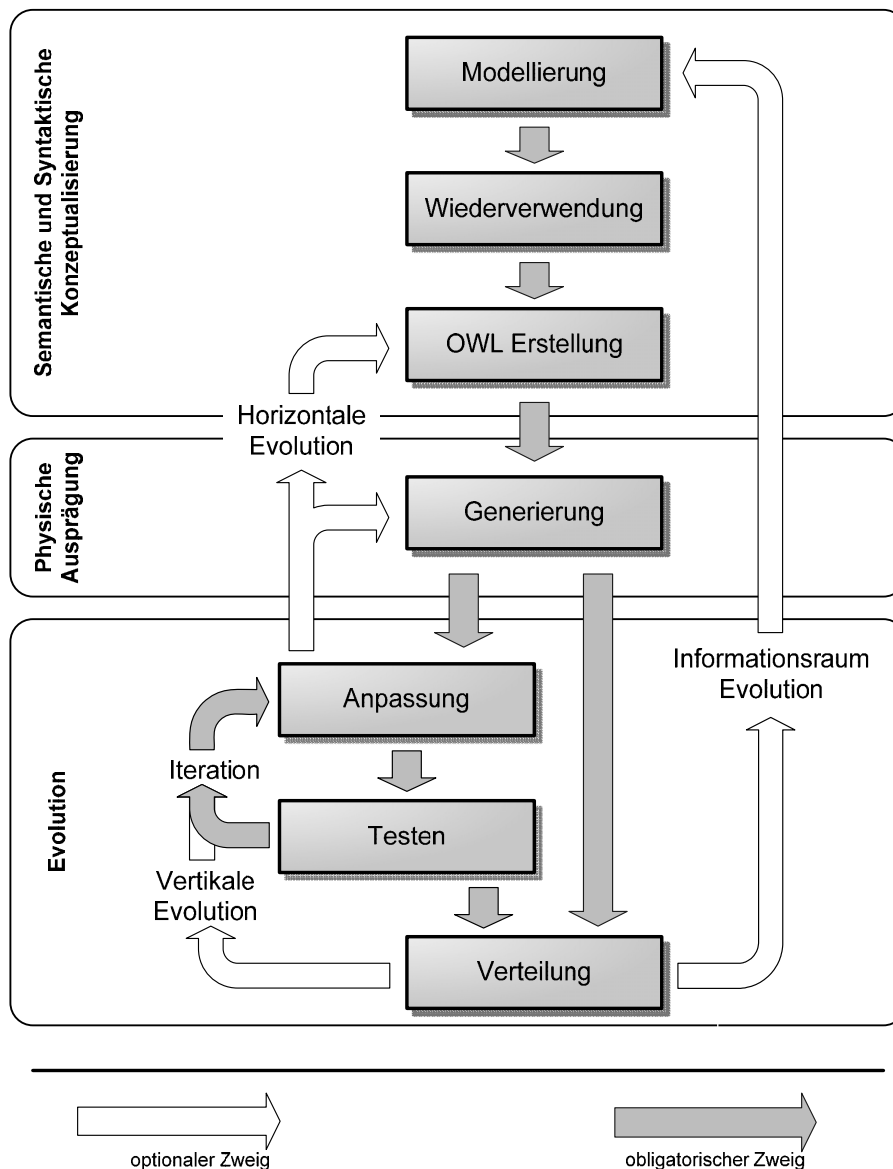 Semantische und Syntaktische
Konzeptualisierung
Modellierung
Wiederverwendung
OWL Erstellung
Horizontale
Evolution
Physische
Ausprägung
Generierung
Evolution
Anpassung
Informationsraum
Evolution
Iteration
Testen
Vertikale
Evolution
Verteilung
optionaler Zweig
obligatorischer Zweig